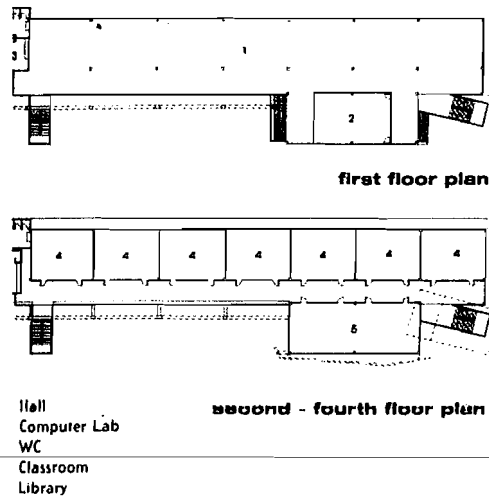 1
3
2
first floor plan
4 4 4 4 4 4 4
5
second - fourth floor plan
Hall
Computer Lab
WC
Classroom
Library